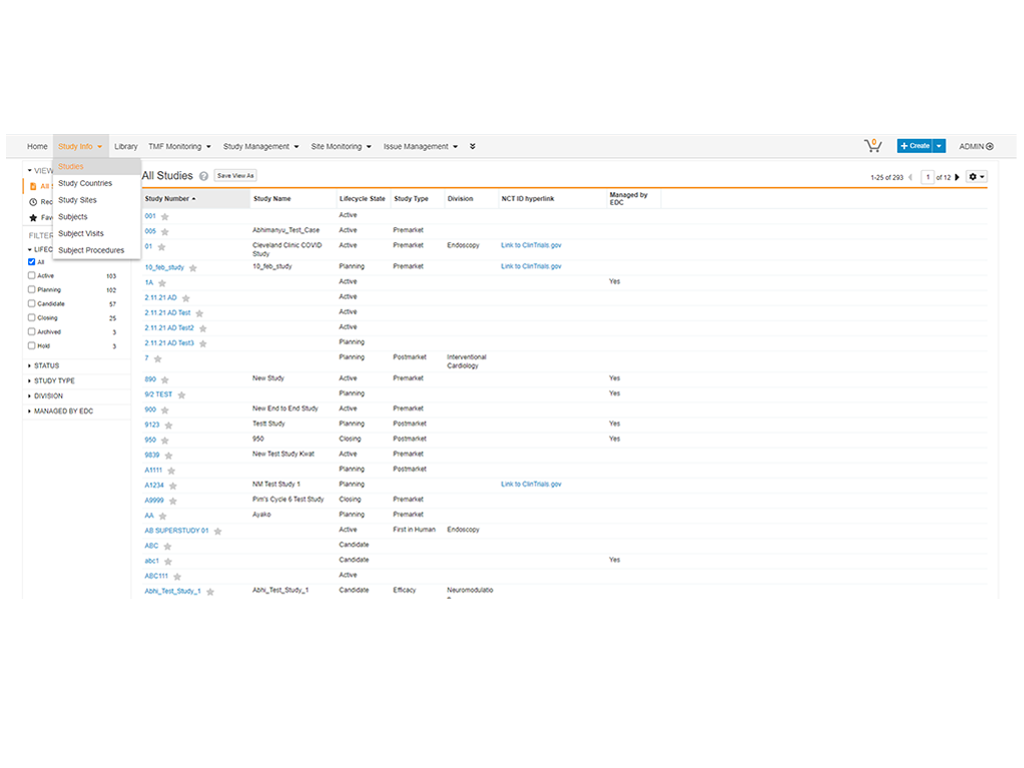 Home Study Info Library TMF Monitoring Study Management Site Monitoring Issue Management 0 + Create ADMIN
Studies
Study Countries
Study Sites
Subjects
Subject Visits
Subject Procedures
VIEW
All S
Rec
Fav
FILTER
LIFEC
All
Active 103
Planning 102
Candidate 57
Closing 25
Archived 3
Hold 3
STATUS
STUDY TYPE
DIVISION
MANAGED BY EDC
All Studies ? Save View As 1-25 of 293 1 of 12
Study Number Study Name Lifecycle State Study Type Division NCT ID hyperlink Managed by
EDC
001 Active
005 Abhimanyu_Test_Case Active Premarket
01 Cleveland Clinic COVID Active Premarket Endoscopy Link to ClinTrials.gov
Study
10_feb_study 10_feb_study Planning Premarket Link to ClinTrials.gov
1A Active Yes
2.11.21 AD Active
2.11.21 AD Test Active
2.11.21 AD Test2 Active
2.11.21 AD Test3 Planning
7 Planning Postmarket Interventional
Cardiology
890 New Study Active Premarket Yes
9/2 TEST Planning Yes
900 New End to End Study Active Premarket
9123 Testt Study Planning Postmarket Yes
950 950 Closing Postmarket Yes
9839 New Test Study Kwat Active Premarket
A1111 Planning Postmarket
A1234 NM Test Study 1 Planning Link to ClinTrials.gov
A9999 Pim's Cycle 6 Test Study Closing Premarket
AA Ayako Planning Premarket
AB SUPERSTUDY 01 Active First in Human Endoscopy
ABC Candidate
abc1 Candidate Yes
ABC111 Active
Abhi_Test_Study_1 Abhi_Test_Study_1 Candidate Efficacy Neuromodulatio